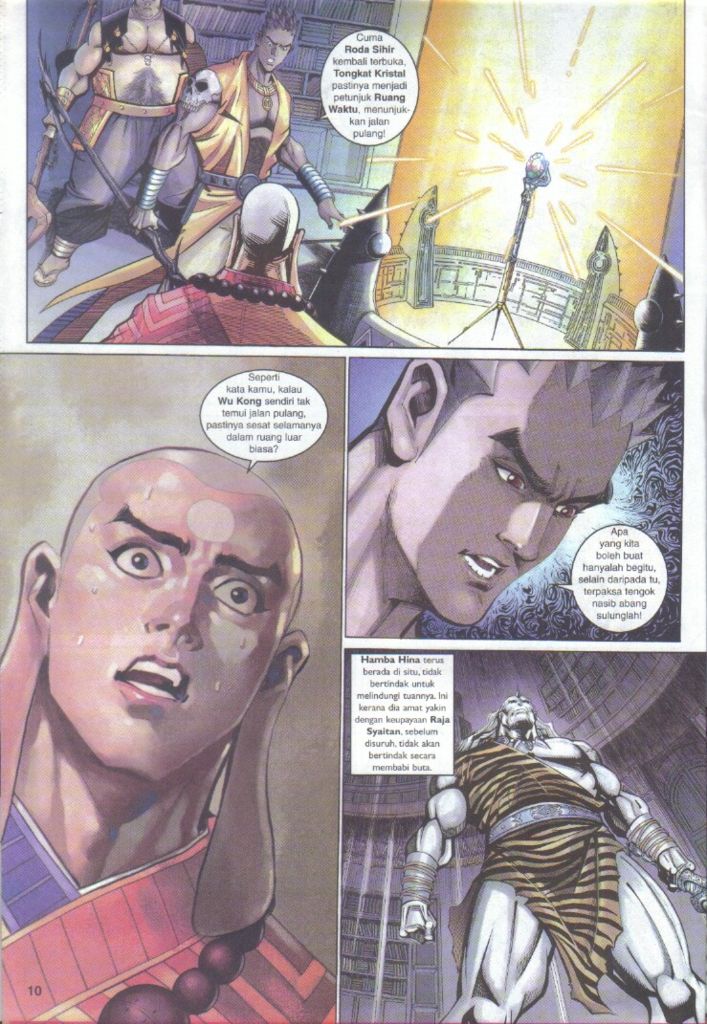 Cuma
Roda Sihir
kembali terbuka,
Tongkat Kristal
pastinya menjadi
petunjuk Ruang
Waktu, menunjuk-
kan jalan
pulang!
Seperti
kata kamu, kalau
Wu Kong sendiri tak
temui jalan pulang,
pastinya sesat selamanya
dalam ruang luar
biasa?
Apa
yang kita
boleh buat
hanyalah begitu,
selain daripada tu,
terpaksa tengok
nasib abang
sulunglah!
Hamba Hina terus
berada di situ, tidak
bertindak untuk
melindungi tuannya. Ini
kerana dia amat yakin
dengan keupayaan Raja
Syaitan, sebelum
disuruh, tidak akan
bertindak secara
membabi buta.
10